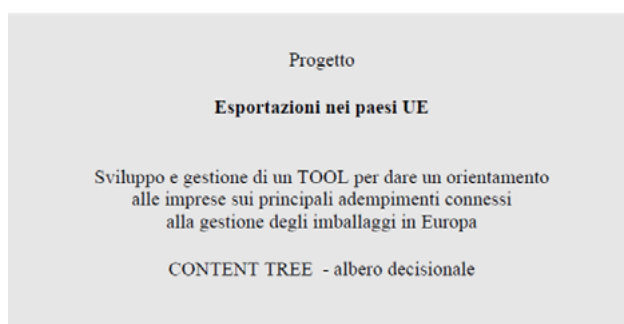 Progetto
Esportazioni nei paesi UE
Sviluppo e gestione di un TOOL per dare un orientamento
alle imprese sui principali adempimenti connessi
alla gestione degli imballaggi in Europa
CONTENT TREE - albero decisionale